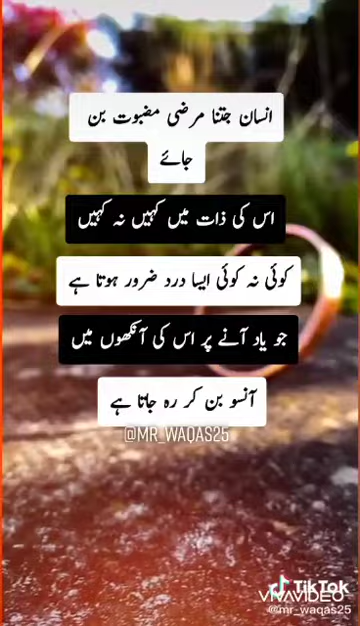 انسان جتنا مرضی مضبوت بن
جائے
اس کی ذات میں کہیں نہ کہیں
کوئی نہ کوئی ایسا درد ضرور ہوتا ہے
جو یاد آنے پر اس کی آنکھوں میں
آنسو بن کر رہ جاتا ہے
@MR_WAQAS25
TikTok
VIVAVIDEO
@mr_waqas25